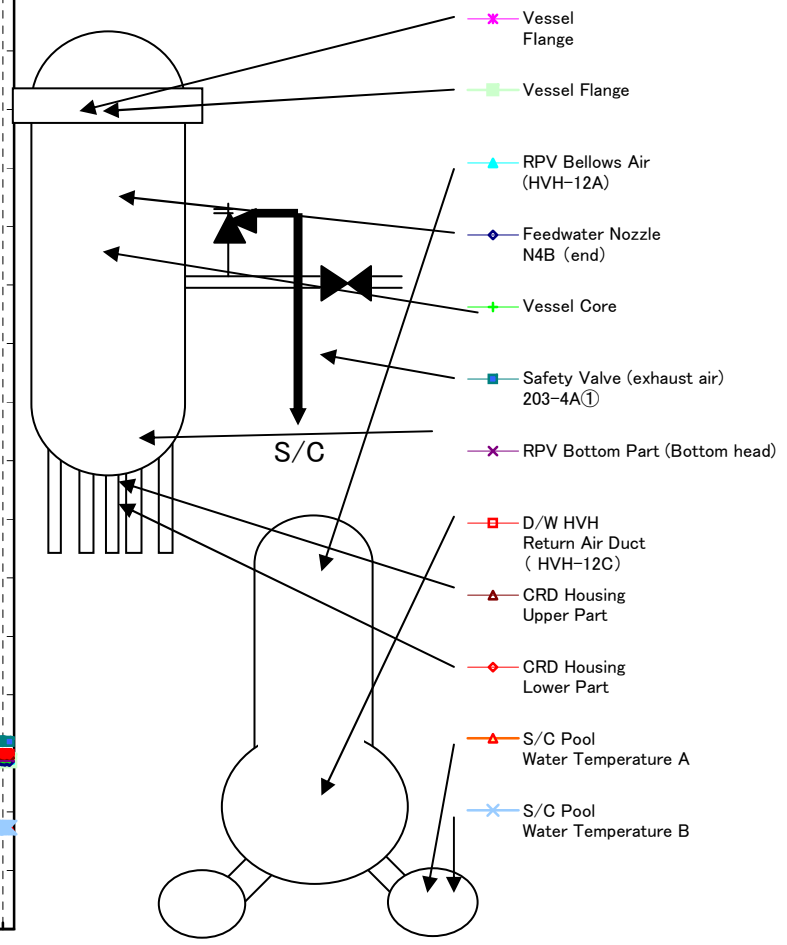 Vessel
Flange
Vessel Flange
RPV Bellows Air
(HVH-12A)
Feedwater Nozzle
N4B (end)
Vessel Core
Safety Valve (exhaust air)
203-4A①
RPV Bottom Part (Bottom head)
D/W HVH
Return Air Duct
( HVH-12C)
CRD Housing
Upper Part
CRD Housing
Lower Part
S/C Pool
Water Temperature A
S/C Pool
Water Temperature B
S/C